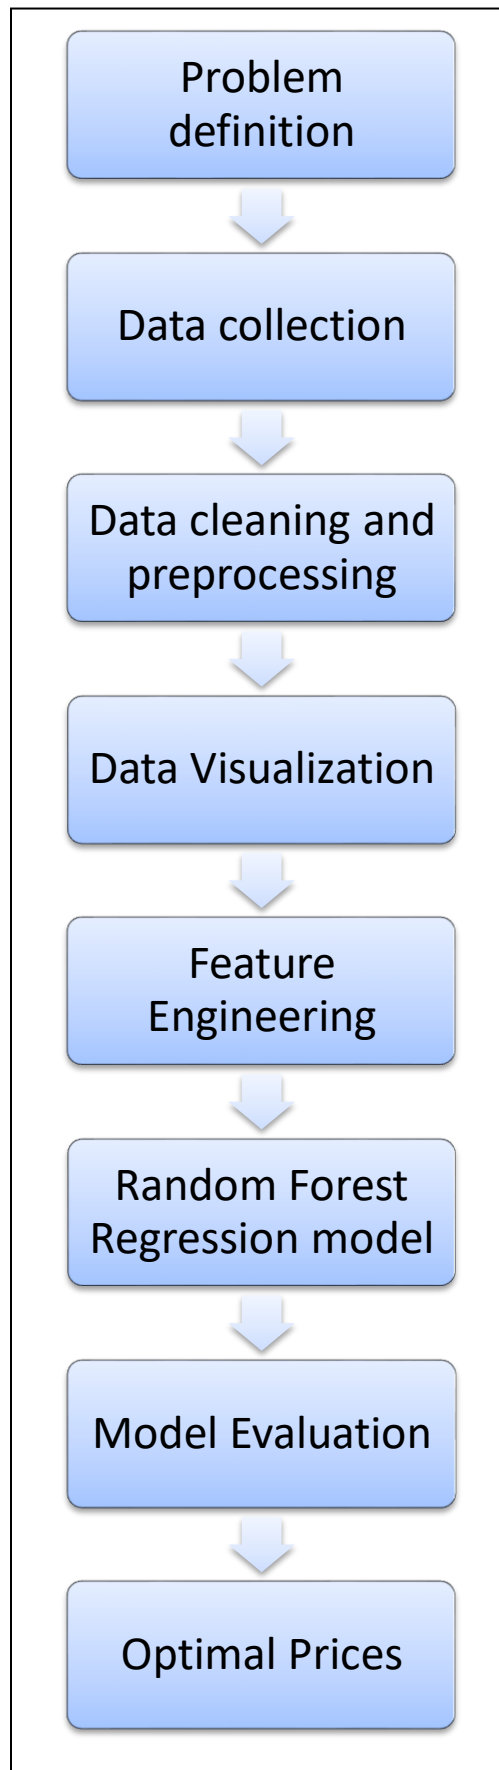 Problem
definition
Data collection
Data cleaning and
preprocessing
Data Visualization
Feature
Engineering
Random Forest
Regression model
Model Evaluation
Optimal Prices